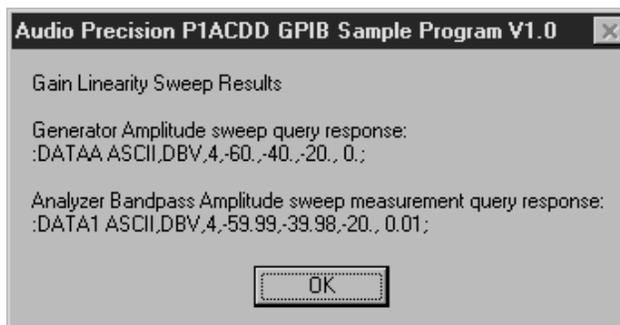 Audio Precision P1ACDD GPIB Sample Program V1.0
Gain Linearity Sweep Results
Generator Amplitude sweep query response:
:DATAA ASCII,DBV,4,-60.,-40.,-20., 0.;
Analyzer Bandpass Amplitude sweep measurement query response:
:DATA1 ASCII,DBV,4,-59.99,-39.98,-20., 0.01;
OK